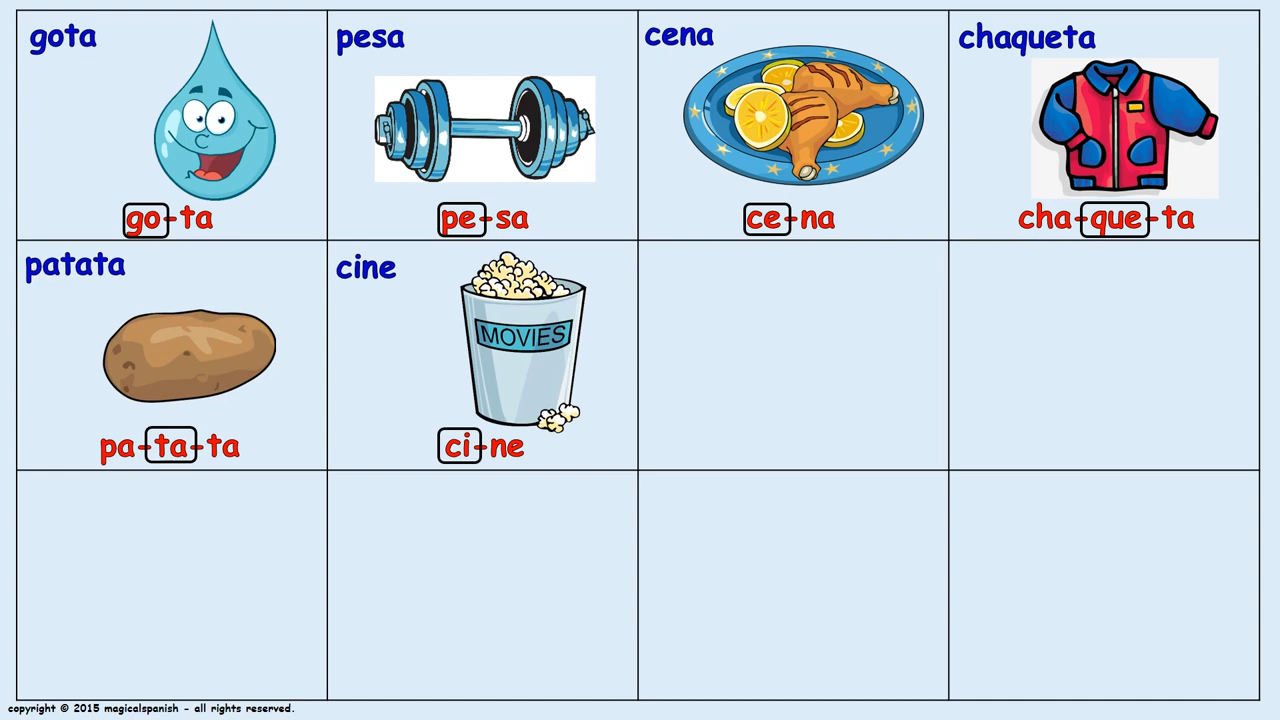 gota
go-ta
pesa
pe-sa
cena
ce-na
chaqueta
cha-que-ta
patata
pa-ta-ta
cine
MOVIES
ci-ne
copyright © 2015 magicalspanish - all rights reserved.